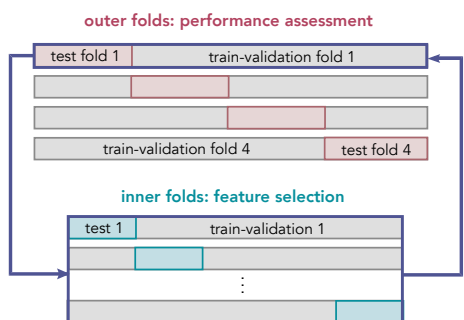 outer folds: performance assessment
test fold 1 train-validation fold 1
train-validation fold 4 test fold 4
inner folds: feature selection
test 1 train-validation 1
⋮